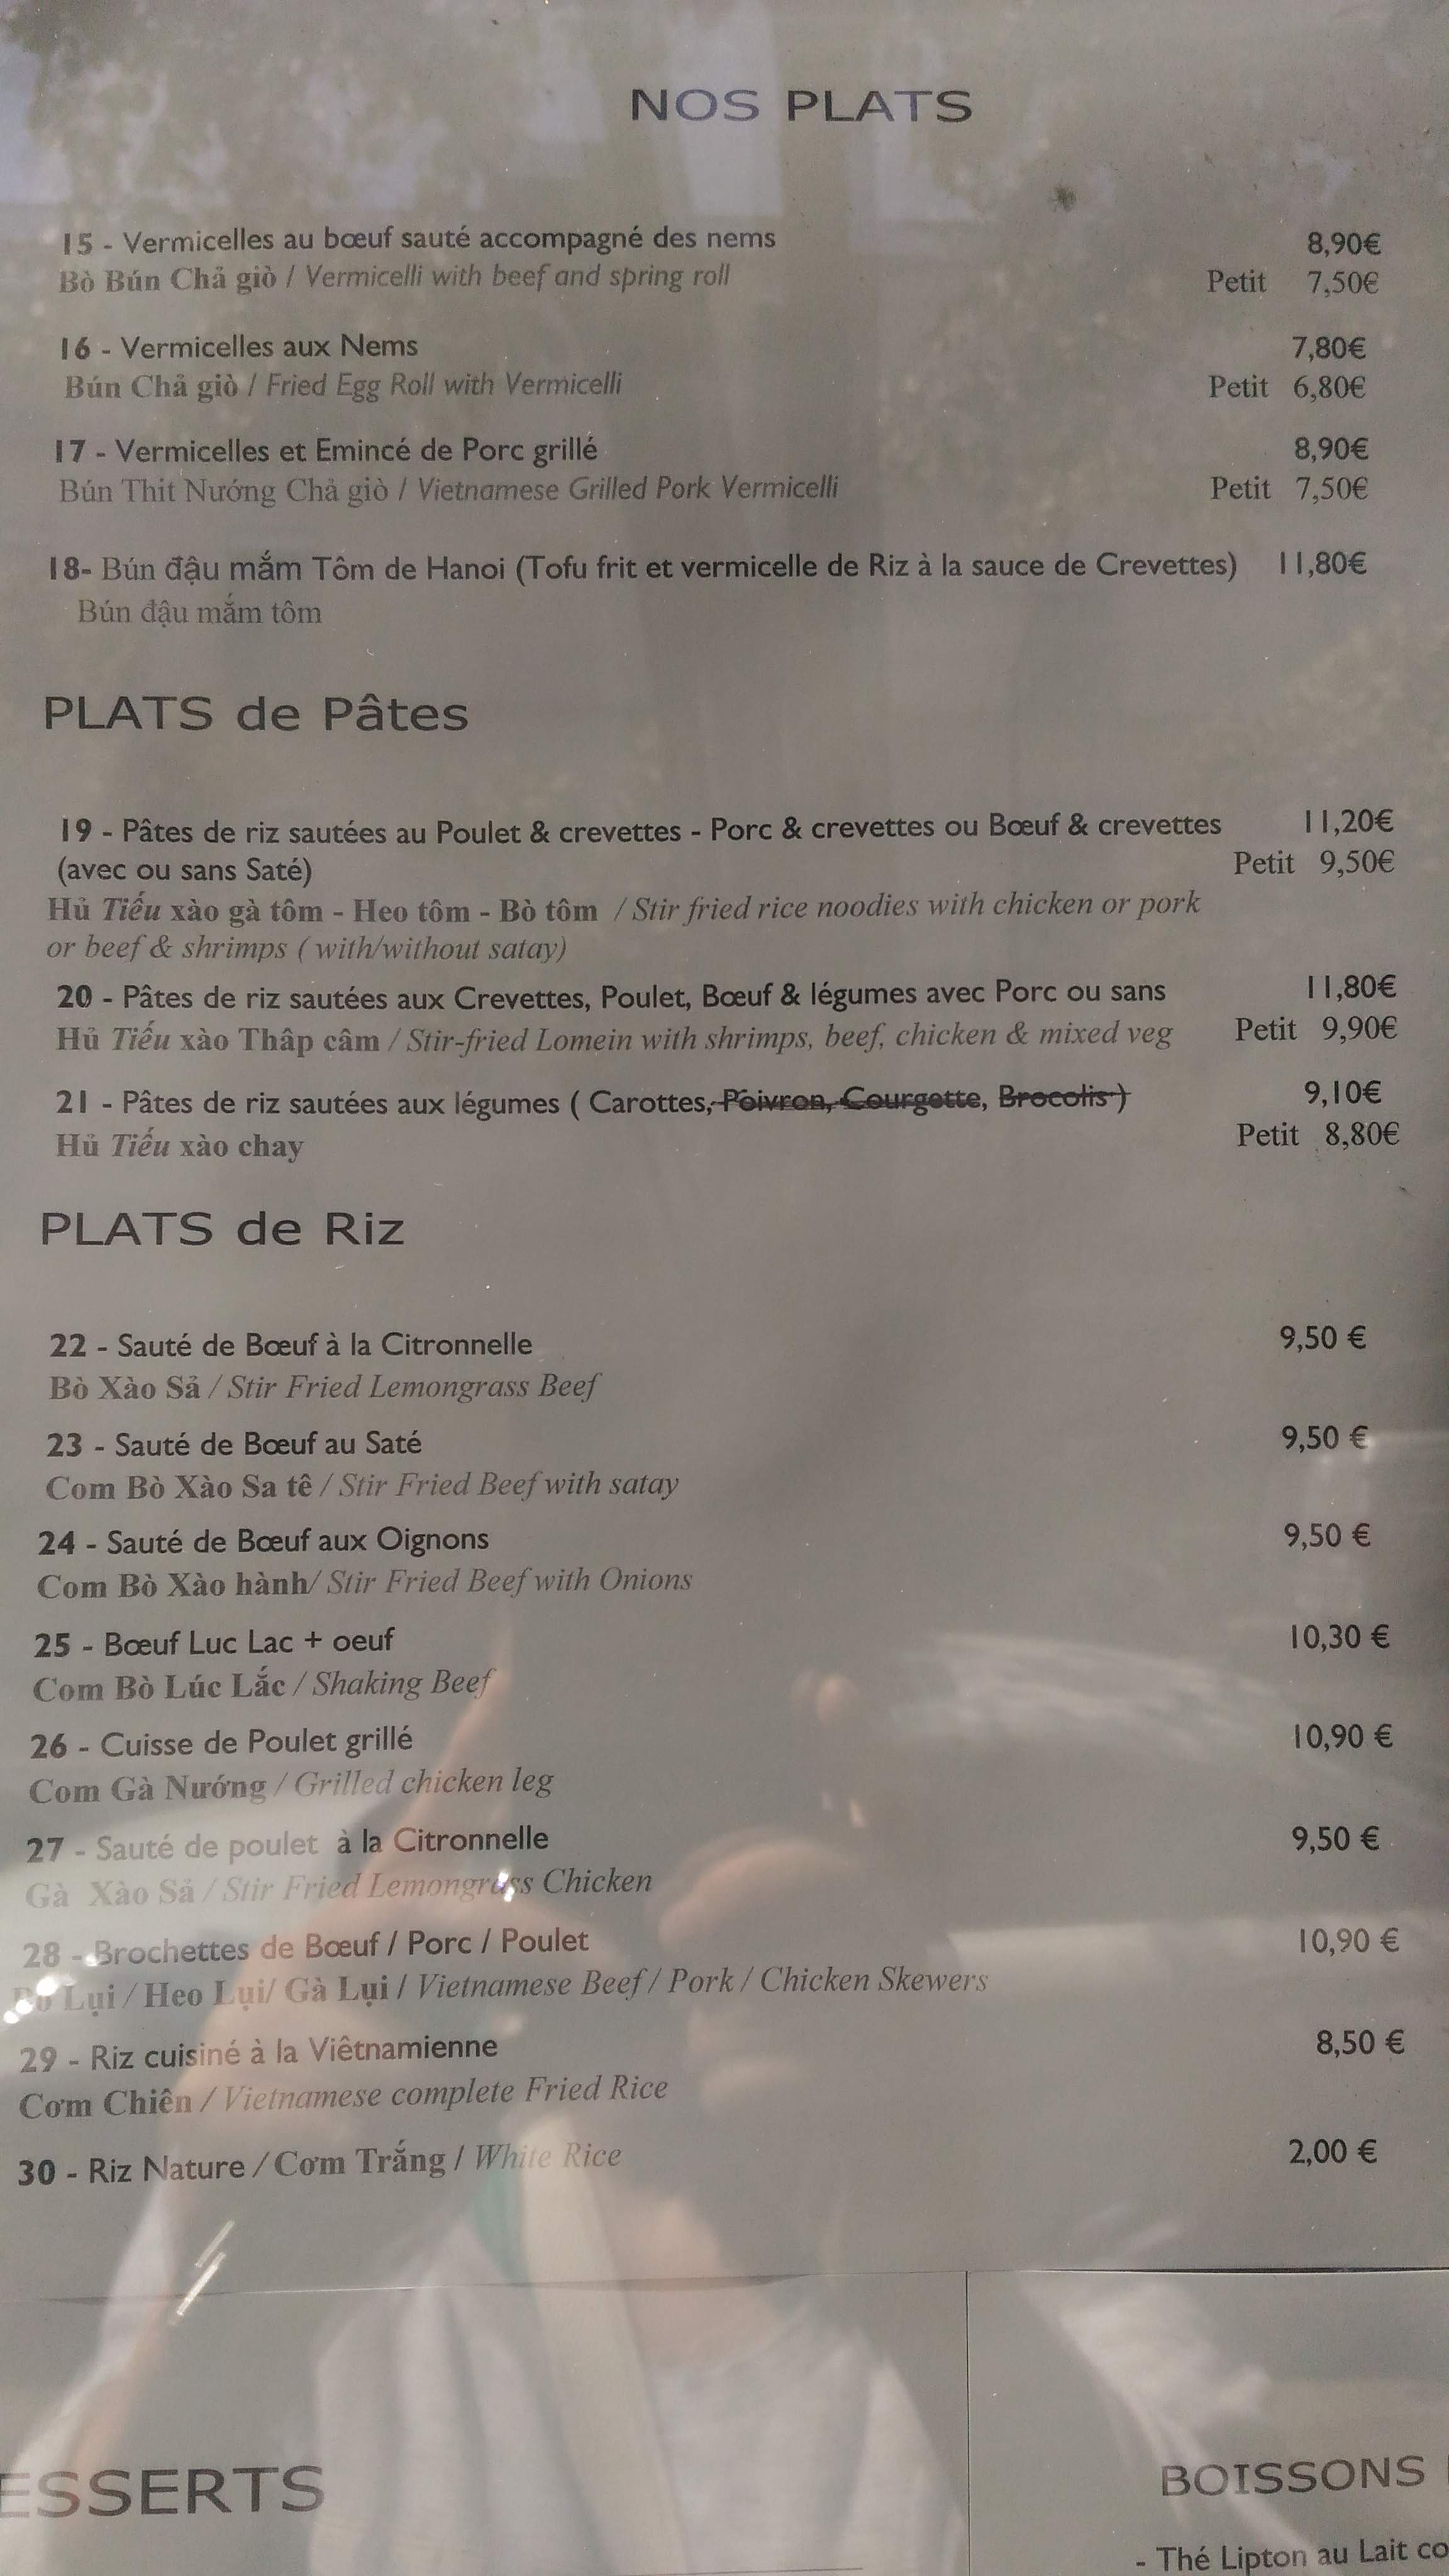 NOS PLATS
15 - Vermicelles au bœuf sauté accompagné des nems 8,90€
Bò Bún Chả giò / Vermicelli with beef and spring roll Petit 7,50€
16 - Vermicelles aux Nems 7,80€
Bún Chả giò / Fried Egg Roll with Vermicelli Petit 6,80€
17 - Vermicelles et Emincé de Porc grillé 8,90€
Bún Thit Nướng Chả giò / Vietnamese Grilled Pork Vermicelli Petit 7,50€
18- Bún đậu mắm Tôm de Hanoi (Tofu frit et vermicelle de Riz à la sauce de Crevettes) 11,80€
Bún đậu mắm tôm
PLATS de Pâtes
19 - Pâtes de riz sautées au Poulet & crevettes - Porc & crevettes ou Bœuf & crevettes 11,20€
(avec ou sans Saté) Petit 9,50€
Hủ Tiếu xào gà tôm - Heo tôm - Bò tôm / Stir fried rice noodies with chicken or pork
or beef & shrimps ( with/without satay)
20 - Pâtes de riz sautées aux Crevettes, Poulet, Bœuf & légumes avec Porc ou sans 11,80€
Hủ Tiếu xào Thâp câm / Stir-fried Lomein with shrimps, beef, chicken & mixed veg Petit 9,90€
21 - Pâtes de riz sautées aux légumes ( Carottes, Poivron, Courgette, Brocolis ) 9,10€
Hủ Tiếu xào chay Petit 8,80€
PLATS de Riz
22 - Sauté de Bœuf à la Citronnelle 9,50 €
Bò Xào Sả / Stir Fried Lemongrass Beef
23 - Sauté de Bœuf au Saté 9,50 €
Com Bò Xào Sa tê / Stir Fried Beef with satay
24 - Sauté de Bœuf aux Oignons 9,50 €
Com Bò Xào hành/ Stir Fried Beef with Onions
25 - Bœuf Luc Lac + oeuf 10,30 €
Com Bò Lúc Lắc / Shaking Beef
26 - Cuisse de Poulet grillé 10,90 €
Com Gà Nướng / Grilled chicken leg
27 - Sauté de poulet à la Citronnelle 9,50 €
Gà Xào Sả / Stir Fried Lemongrass Chicken
28 - Brochettes de Bœuf / Porc / Poulet 10,90 €
Bò Lụi / Heo Lụi/ Gà Lụi / Vietnamese Beef / Pork / Chicken Skewers
29 - Riz cuisiné à la Viêtnamienne 8,50 €
Cơm Chiên / Vietnamese complete Fried Rice
30 - Riz Nature / Cơm Trắng / White Rice 2,00 €
ESSERTS
BOISSONS
- Thé Lipton au Lait co